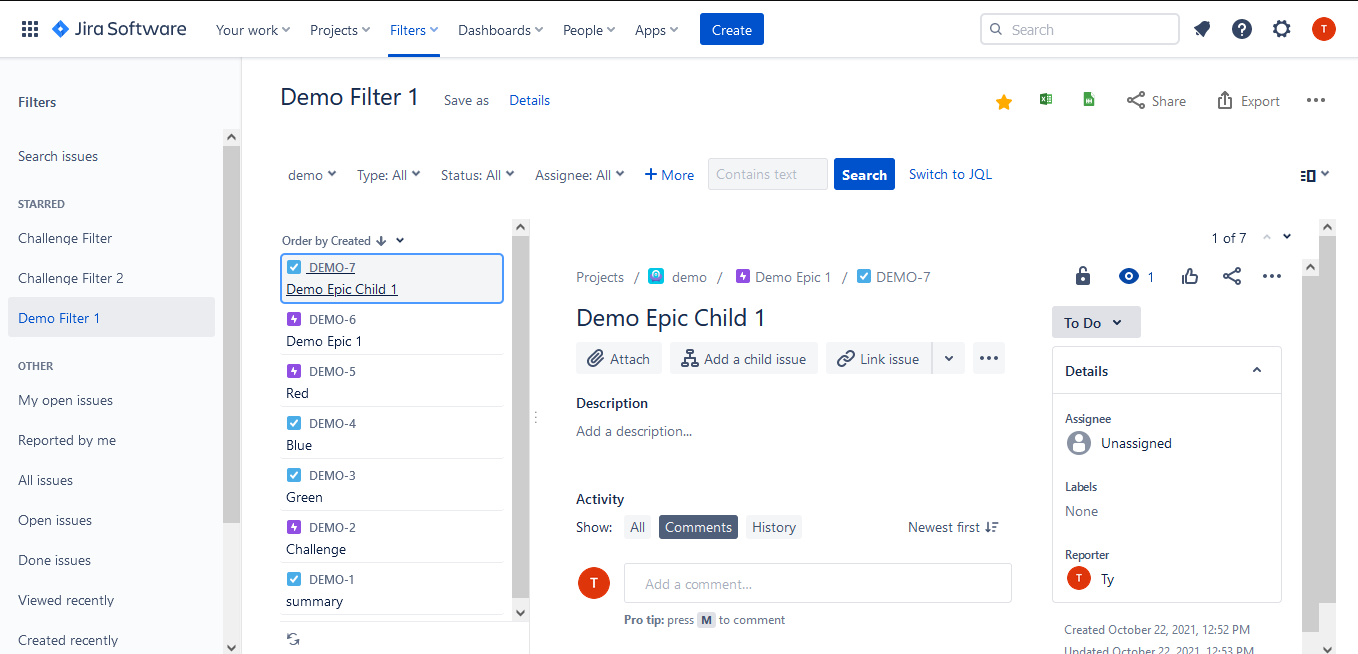 Jira Software
Your work
Projects
Filters
Dashboards
People
Apps
Create
Search
T
Filters
Search issues
STARRED
Challenge Filter
Challenge Filter 2
Demo Filter 1
OTHER
My open issues
Reported by me
All issues
Open issues
Done issues
Viewed recently
Created recently
Demo Filter 1
Save as
Details
Share
Export
demo
Type: All
Status: All
Assignee: All
+ More
Contains text
Search
Switch to JQL
Order by Created
DEMO-7
Demo Epic Child 1
DEMO-6
Demo Epic 1
DEMO-5
Red
DEMO-4
Blue
DEMO-3
Green
DEMO-2
Challenge
DEMO-1
summary
1 of 7
Projects / demo / Demo Epic 1 / DEMO-7
1
Demo Epic Child 1
Attach
Add a child issue
Link issue
Description
Add a description...
Activity
Show: All Comments History
Newest first
T
Add a comment...
Pro tip: press M to comment
To Do
Details
Assignee
Unassigned
Labels
None
Reporter
T
Ty
Created October 22, 2021, 12:52 PM
Updated October 22, 2021, 12:53 PM